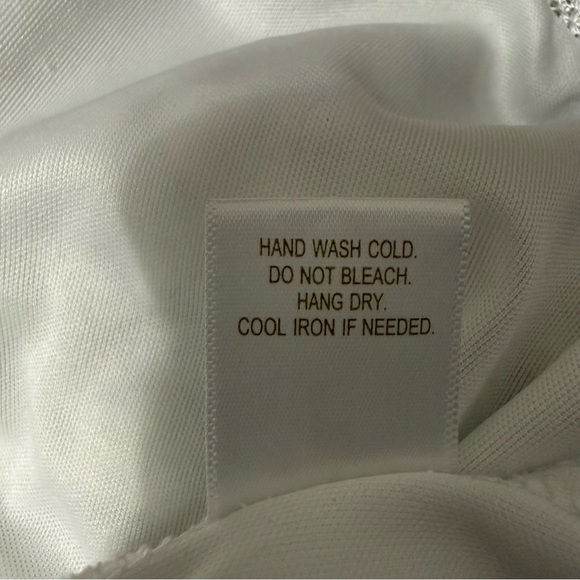 HAND WASH COLD.
DO NOT BLEACH.
HANG DRY.
COOL IRON IF NEEDED.